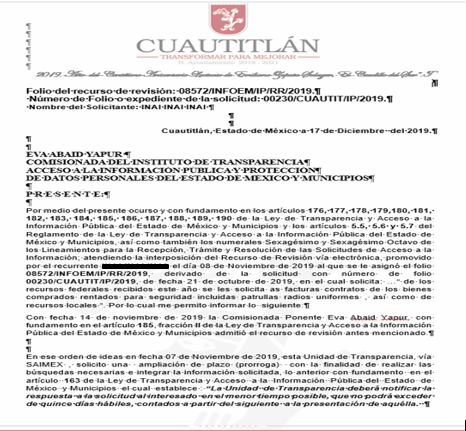 CUAUTITLÁN
TRANSFORMAR PARA MEJORAR
H. Ayuntamiento 2019 - 2021
2019. Año del Centésimo Aniversario Luctuoso de Emiliano Zapata Salazar. El Caudillo del Sur". ¶
Folio del recurso de revisión: 08572/INFOEM/IP/RR/2019.¶
Número de Folio o expediente de la solicitud: 00230/CUAUTIT/IP/2019.¶
Nombre del Solicitante: INAI INAI INAI ¶
¶
¶
Cuautitlán, Estado de México a 17 de Diciembre del 2019.¶
¶
EVA ABAID YAPUR¶
COMISIONADA DEL INSTITUTO DE TRANSPARENCIA
ACCESO A LA INFORMACIÓN PUBLICA Y PROTECCION
DE DATOS PERSONALES DEL ESTADO DE MEXICO Y MUNICIPIOS¶
¶
P R E S E N T E:¶
¶
Por medio del presente ocurso y con fundamento en los artículos 176, 177, 178, 179, 180, 181,
182, 183, 184, 185, 186, 187, 188, 189, 190 de la Ley de Transparencia y Acceso a la
Información Pública del Estado de México y Municipios y los artículos 5.5, 5.6 y 5.7 del
Reglamento de la Ley de Transparencia y Acceso a la Información Pública del Estado de
México y Municipios, así como también los numerales Sexagésimo y Sexagésimo Octavo de
los Lineamientos para la Recepción, Trámite y Resolución de las Solicitudes de Acceso a la
Información; atendiendo la interposición del Recurso de Revisión vía electrónica, promovido
por el recurrente el día 08 de Noviembre de 2019 al que se le asignó el folio
08572/INFOEM/IP/RR/2019, derivado de la solicitud con número de folio
00230/CUAUTIT/IP/2019, de fecha 21 de octubre de 2019, en el cual solicita: ..." de los
recursos federales recibidos este año se les solicita as facturas contratos de los bienes
comprados rentados para seguridad incluidas patrullas radios uniformes , así como de
recursos locales". Por lo cual me permito informar lo siguiente:¶
¶
Con fecha 14 de noviembre de 2019 la Comisionada Ponente Eva Abaid Yapur, con
fundamento en el artículo 185, fracción II de la Ley de Transparencia y Acceso a la Información
Pública del Estado de México y Municipios admitió el recurso de revisión antes mencionado.¶
¶
¶
En ese orden de ideas en fecha 07 de Noviembre de 2019, esta Unidad de Transparencia, vía
SAIMEX , solicito una ampliación de plazo (prorroga) con la finalidad de realizar las
búsquedas necesarias e integrar la información solicitada, lo anterior con fundamento en el
artículo 163 de la Ley de Transparencia y Acceso a la Información Pública del Estado de
México y Municipios el cual establece: "La Unidad de Transparencia deberá notificar la
respuesta a la solicitud al interesado en el menor tiempo posible, que no podrá exceder
de quince días hábiles, contados a partir del siguiente a la presentación de aquélla.